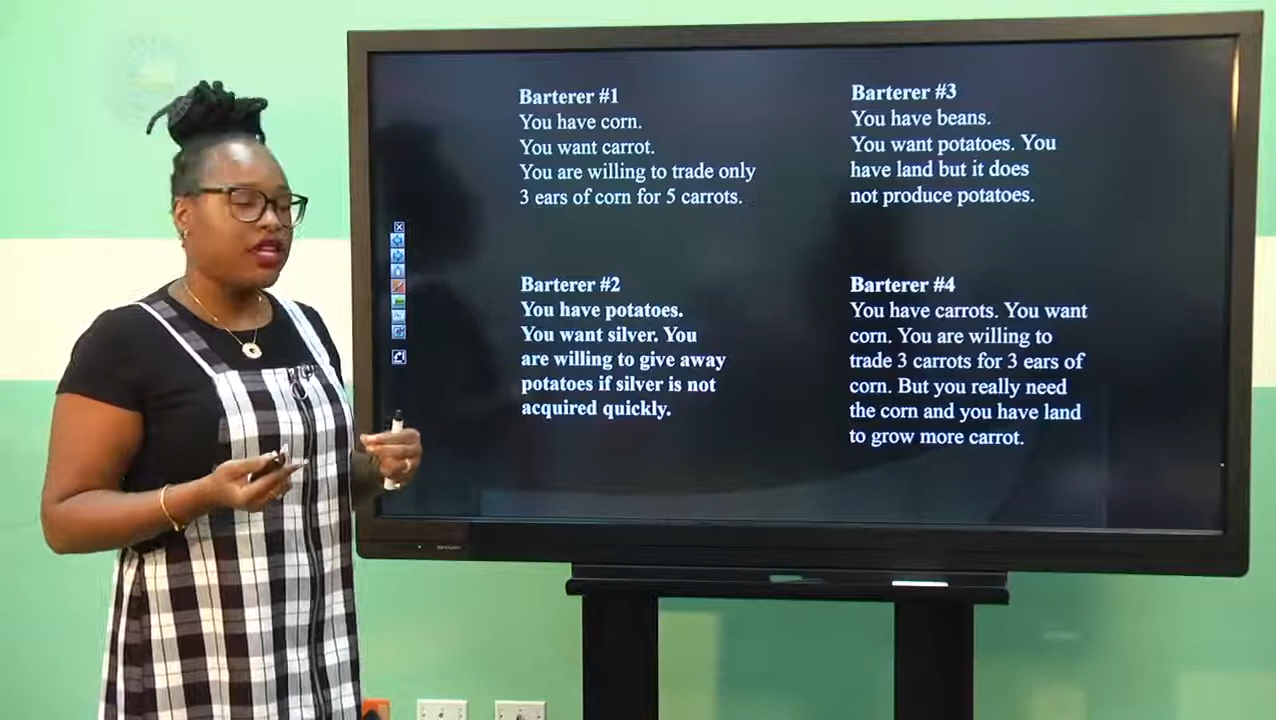 Barterer #1
You have corn.
You want carrot.
You are willing to trade only
3 ears of corn for 5 carrots.
Barterer #2
You have potatoes.
You want silver. You
are willing to give away
potatoes if silver is not
acquired quickly.
Barterer #3
You have beans.
You want potatoes. You
have land but it does
not produce potatoes.
Barterer #4
You have carrots. You want
corn. You are willing to
trade 3 carrots for 3 ears of
corn. But you really need
the corn and you have land
to grow more carrot.